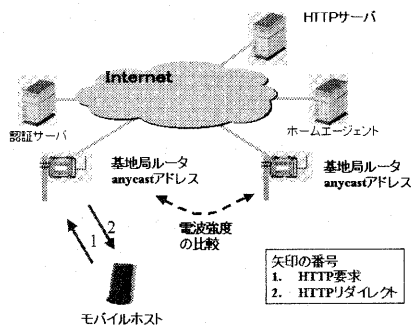 HTTPサーバ
Internet
認証サーバ
ホームエージェント
基地局ルータ
anycastアドレス
基地局ルータ
anycastアドレス
電波強度
の比較
1
2
矢印の番号
1. HTTP要求
2. HTTPリダイレクト
モバイルホスト